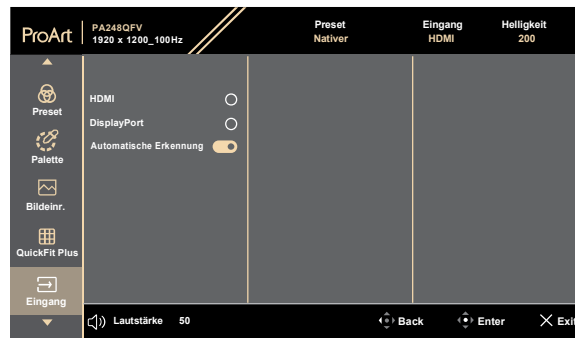 ProArt
PA248QFV
1920 x 1200_100Hz
Preset
Nativer
Eingang
HDMI
Helligkeit
200
Preset
Palette
Bildeinr.
QuickFit Plus
Eingang
HDMI
DisplayPort
Automatische Erkennung
Lautstärke 50
Back
Enter
Exit